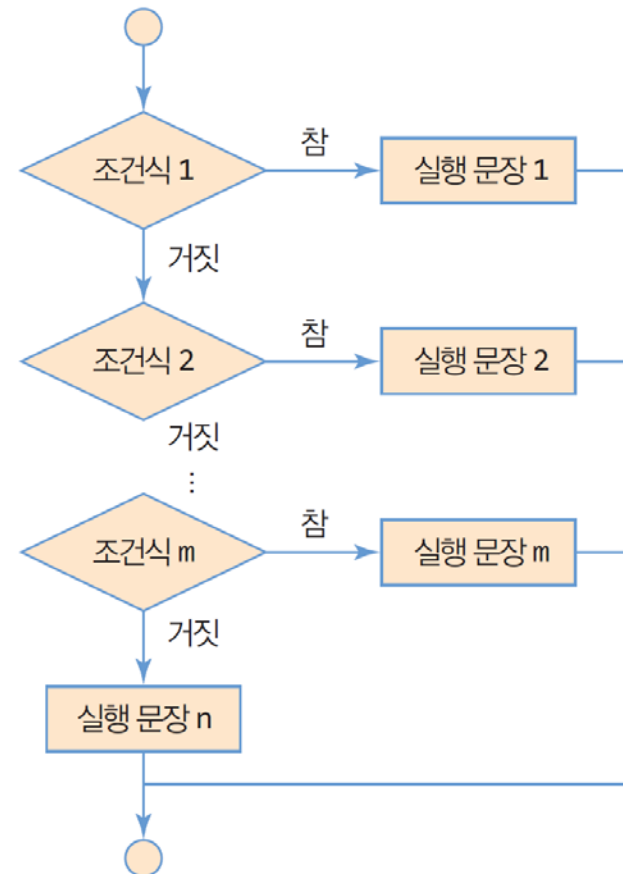 조건식 1
참
실행 문장 1
거짓
조건식 2
참
실행 문장 2
거짓
⋮
조건식 m
참
실행 문장 m
거짓
실행 문장 n